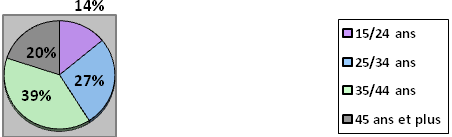 14%
20%
27%
39%
15/24 ans
25/34 ans
35/44 ans
45 ans et plus